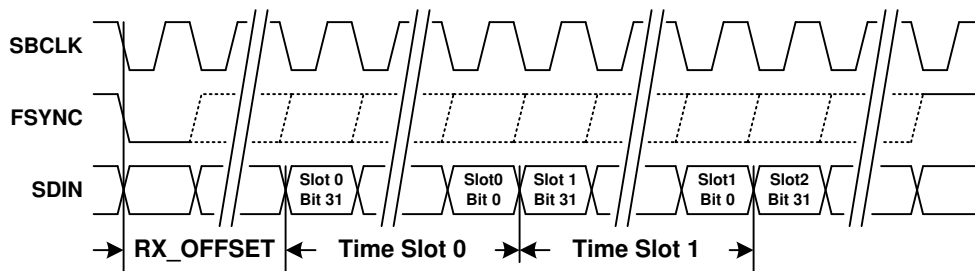 SBCLK
FSYNC
SDIN
Slot 0
Bit 31
Slot0
Bit 0
Slot 1
Bit 31
Slot1
Bit 0
Slot2
Bit 31
RX_OFFSET
Time Slot 0
Time Slot 1